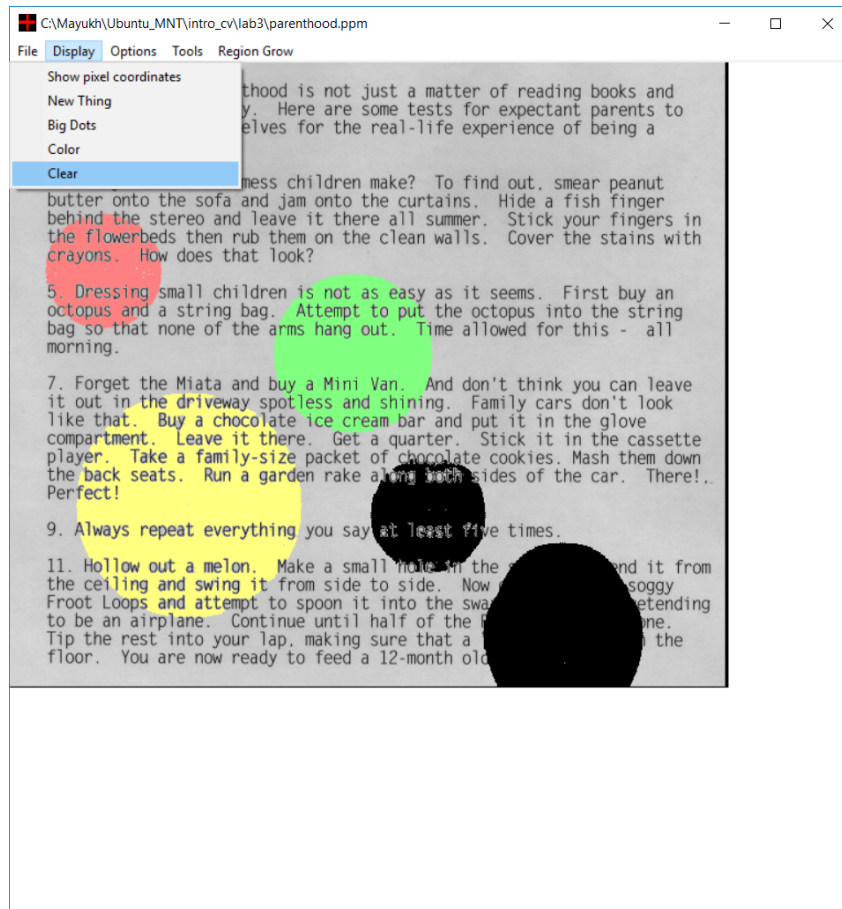 C:\Mayukh\Ubuntu_MNT\intro_cv\lab3\parenthood.ppm
File Display Options Tools Region Grow
Show pixel coordinates
New Thing
Big Dots
Color
Clear
thood is not just a matter of reading books and
y. Here are some tests for expectant parents to
elves for the real-life experience of being a
mess children make? To find out, smear peanut
butter onto the sofa and jam onto the curtains. Hide a fish finger
behind the stereo and leave it there all summer. Stick your fingers in
the flowerbeds then rub them on the clean walls. Cover the stains with
crayons. How does that look?
5. Dressing small children is not as easy as it seems. First buy an
octopus and a string bag. Attempt to put the octopus into the string
bag so that none of the arms hang out. Time allowed for this - all
morning.
7. Forget the Miata and buy a Mini Van. And don't think you can leave
it out in the driveway spotless and shining. Family cars don't look
like that. Buy a chocolate ice cream bar and put it in the glove
compartment. Leave it there. Get a quarter. Stick it in the cassette
player. Take a family-size packet of chocolate cookies. Mash them down
the back seats. Run a garden rake along both sides of the car. There!.
Perfect!
9. Always repeat everything you say at least five times.
11. Hollow out a melon. Make a small hole in the end it from
the ceiling and swing it from side to side. Now soggy
Froot Loops and attempt to spoon it into the swa etending
to be an airplane. Continue until half of the one.
Tip the rest into your lap, making sure that a the
floor. You are now ready to feed a 12-month old